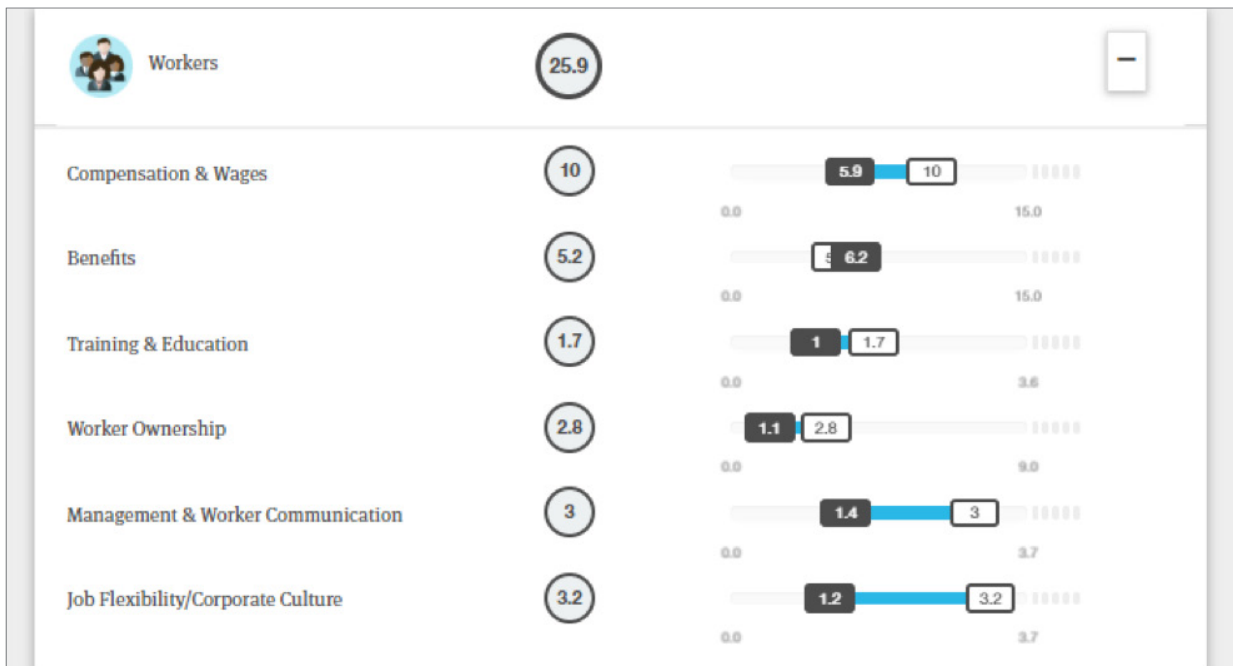 Workers 25.9 −
Compensation & Wages 10 5.9 10
0.0 15.0
Benefits 5.2 6.2
0.0 15.0
Training & Education 1.7 1 1.7
0.0 3.6
Worker Ownership 2.8 1.1 2.8
0.0 9.0
Management & Worker Communication 3 1.4 3
0.0 3.7
Job Flexibility/Corporate Culture 3.2 1.2 3.2
0.0 3.7